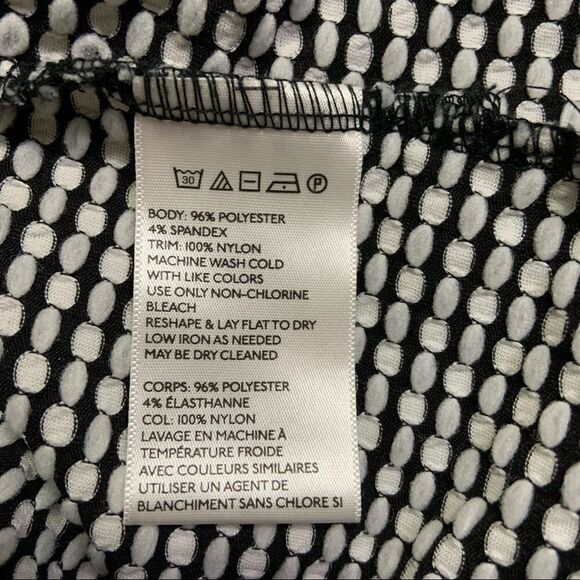 30 P
BODY: 96% POLYESTER
4% SPANDEX
TRIM: 100% NYLON
MACHINE WASH COLD
WITH LIKE COLORS
USE ONLY NON-CHLORINE
BLEACH
RESHAPE & LAY FLAT TO DRY
LOW IRON AS NEEDED
MAY BE DRY CLEANED
CORPS: 96% POLYESTER
4% ÉLASTHANNE
COL: 100% NYLON
LAVAGE EN MACHINE À
TEMPÉRATURE FROIDE
AVEC COULEURS SIMILAIRES
UTILISER UN AGENT DE
BLANCHIMENT SANS CHLORE SI